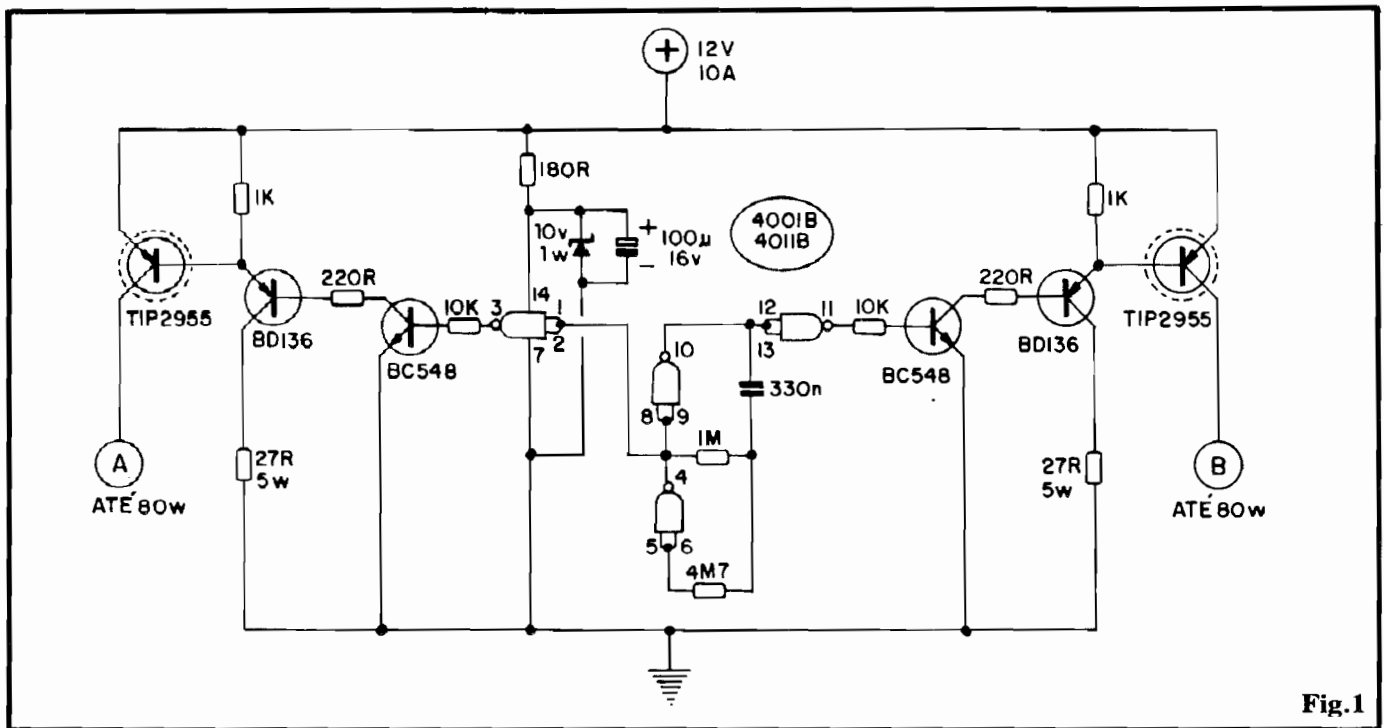 12V
10A
1K
180R
10v
1w
+
100µ
16v
-
4001B
4011B
1K
TIP2955
BD136
220R
BC548
10K
3
14
1
2
7
12
13
11
10K
BC548
220R
BD136
TIP2955
10
8
9
330n
1M
4
5
6
4M7
A
ATÉ 80w
27R
5w
27R
5w
B
ATÉ 80w
Fig.1